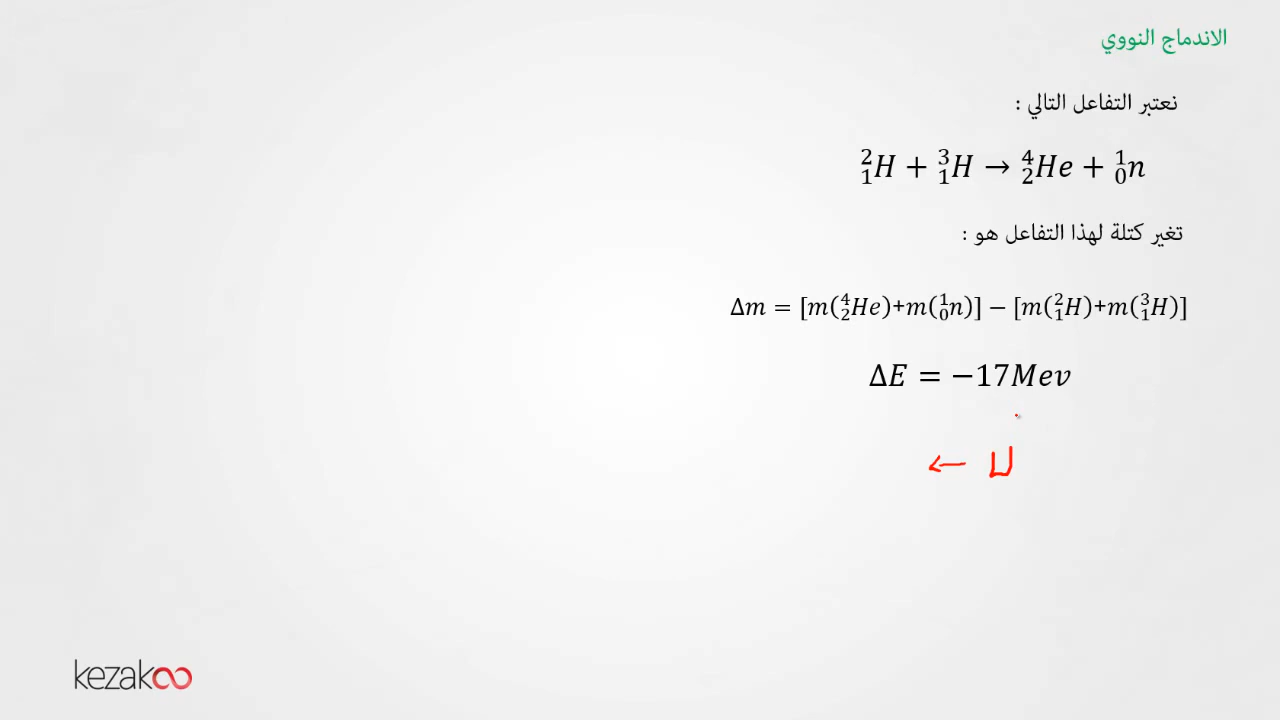 الاندماج النووي
نعتبر التفاعل التالي :
²₁H + ³₁H → ⁴₂He + ¹₀n
تغير كتلة لهذا التفاعل هو :
Δm = [m(⁴₂He)+m(¹₀n)] − [m(²₁H)+m(³₁H)]
ΔE = −17Mev
U ←
kezakoo